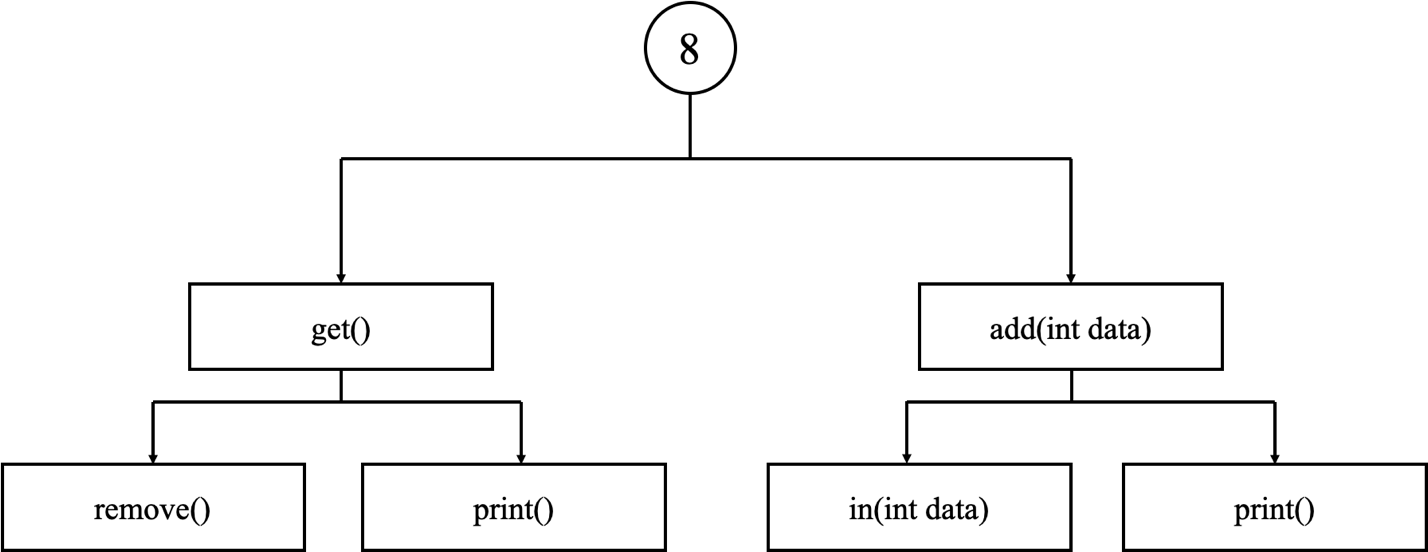 8
get()
add(int data)
remove()
print()
in(int data)
print()